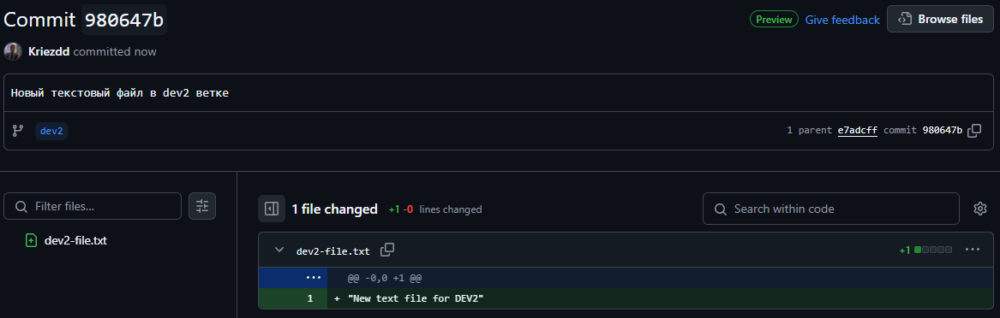 Commit 980647b
Preview Give feedback Browse files
Kriezdd committed now
Новый текстовый файл в dev2 ветке
dev2
1 parent e7adcff commit 980647b
Filter files...
dev2-file.txt
1 file changed +1 -0 lines changed
Search within code
dev2-file.txt
+1
@@ -0,0 +1 @@
1 + "New text file for DEV2"